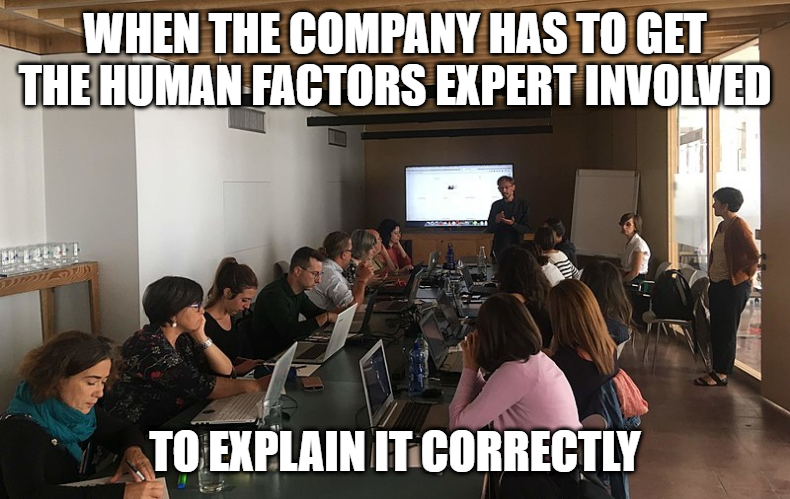 WHEN THE COMPANY HAS TO GET
THE HUMAN FACTORS EXPERT INVOLVED
TO EXPLAIN IT CORRECTLY